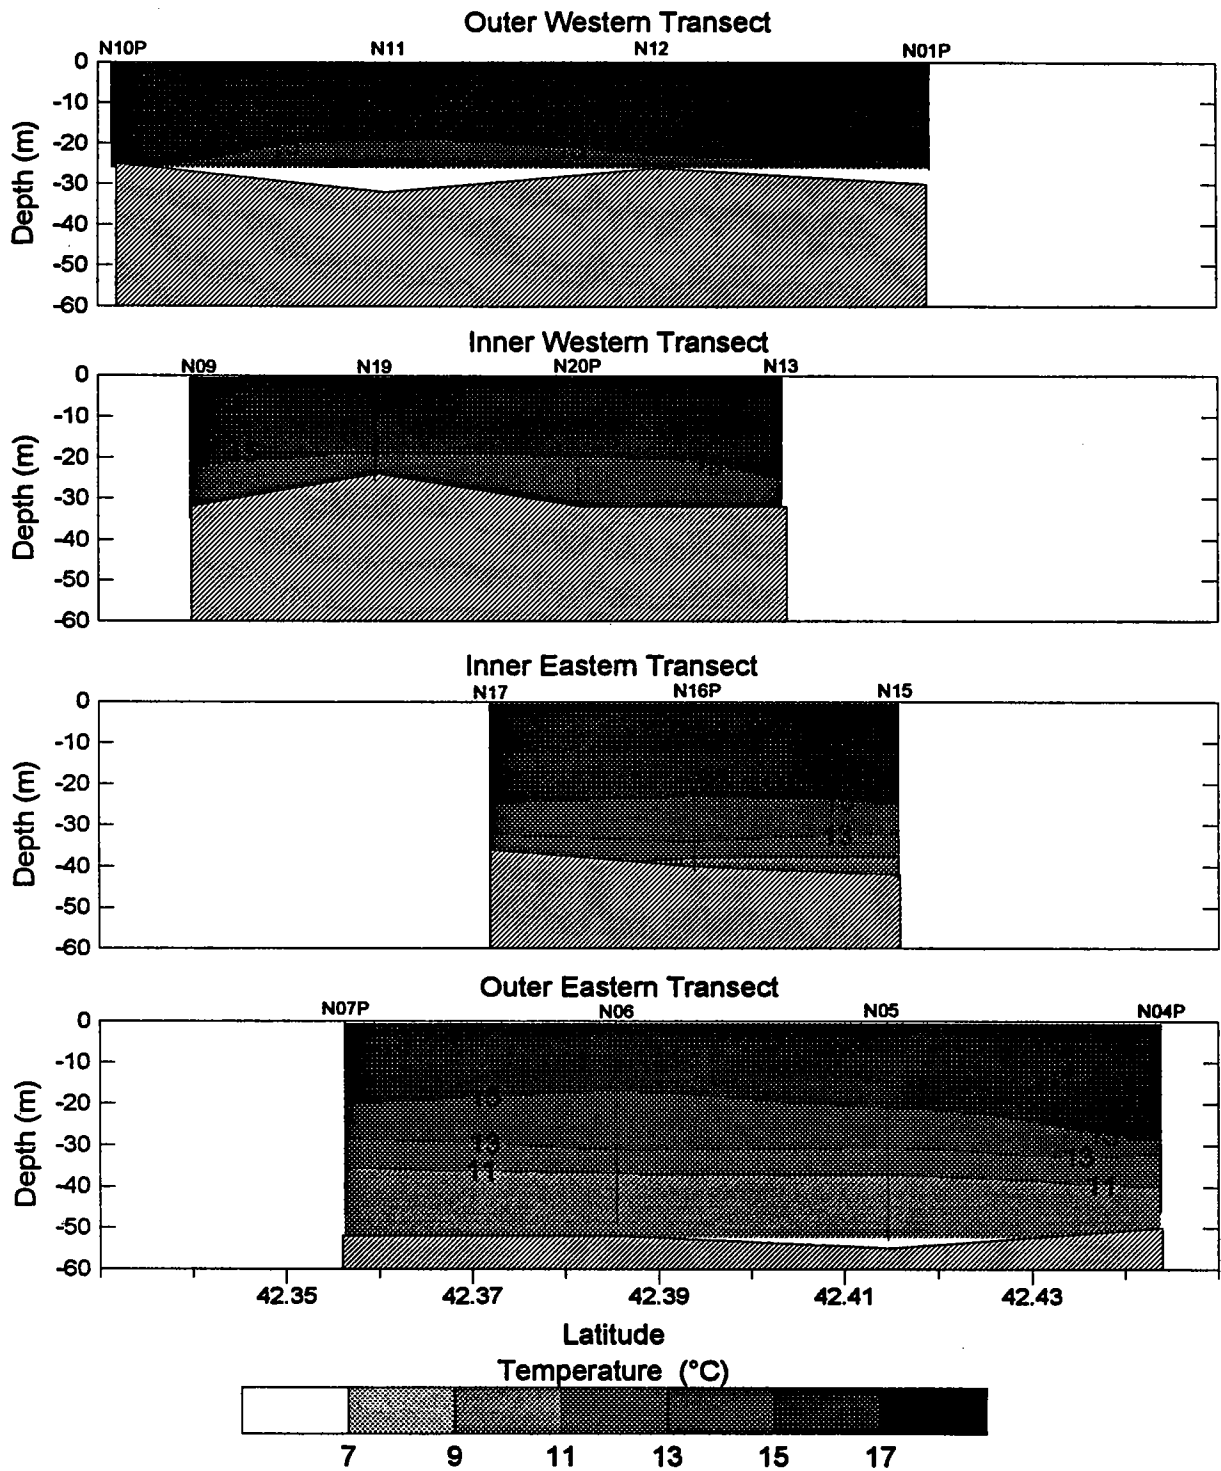 Outer Western Transect
N10P N11 N12 N01P
0
-10
-20
-30
-40
-50
-60
Depth (m)
Inner Western Transect
N09 N19 N20P N13
0
-10
-20
-30
-40
-50
-60
Depth (m)
Inner Eastern Transect
N17 N16P N15
0
-10
-20
-30
-40
-50
-60
Depth (m)
13
Outer Eastern Transect
N07P N06 N05 N04P
0
-10
-20
-30
-40
-50
-60
Depth (m)
15
13 13
11 11
42.35 42.37 42.39 42.41 42.43
Latitude
Temperature (°C)
7 9 11 13 15 17